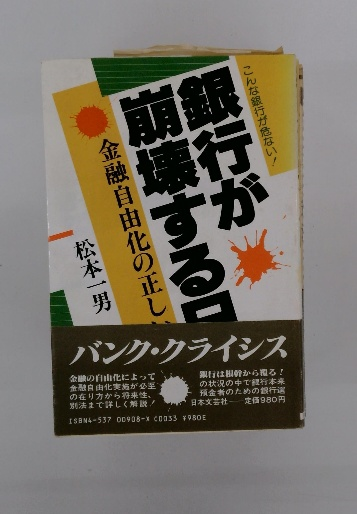 こんな銀行が危ない!
銀行が
崩壊する日
金融自由化の正し
松本一男
バンク・クライシス
金融の自由化によって
金融自由化実施が必至
の在り方から将来性、
別法まで詳しく解説!
銀行は根幹から覆る!
の状況の中で銀行本来
預金者のための銀行選
日本文芸社——定価980円
ISBN4-537-00908-X C0033 ¥980E